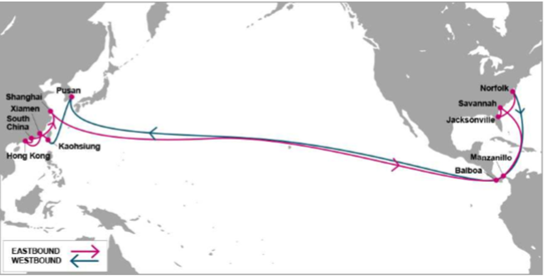 Pusan
Shanghai
Xiamen
South
China
Hong Kong
Kaohsiung
Norfolk
Savannah
Jacksonville
Manzanillo
Balboa
EASTBOUND
WESTBOUND